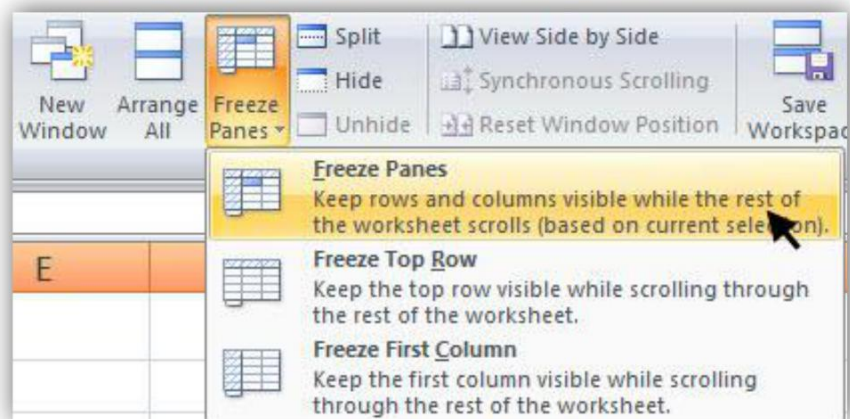 New Window
Arrange All
Freeze Panes
Split
Hide
Unhide
View Side by Side
Synchronous Scrolling
Reset Window Position
Save Workspac
Freeze Panes
Keep rows and columns visible while the rest of
the worksheet scrolls (based on current selection).
Freeze Top Row
Keep the top row visible while scrolling through
the rest of the worksheet.
Freeze First Column
Keep the first column visible while scrolling
through the rest of the worksheet.
E